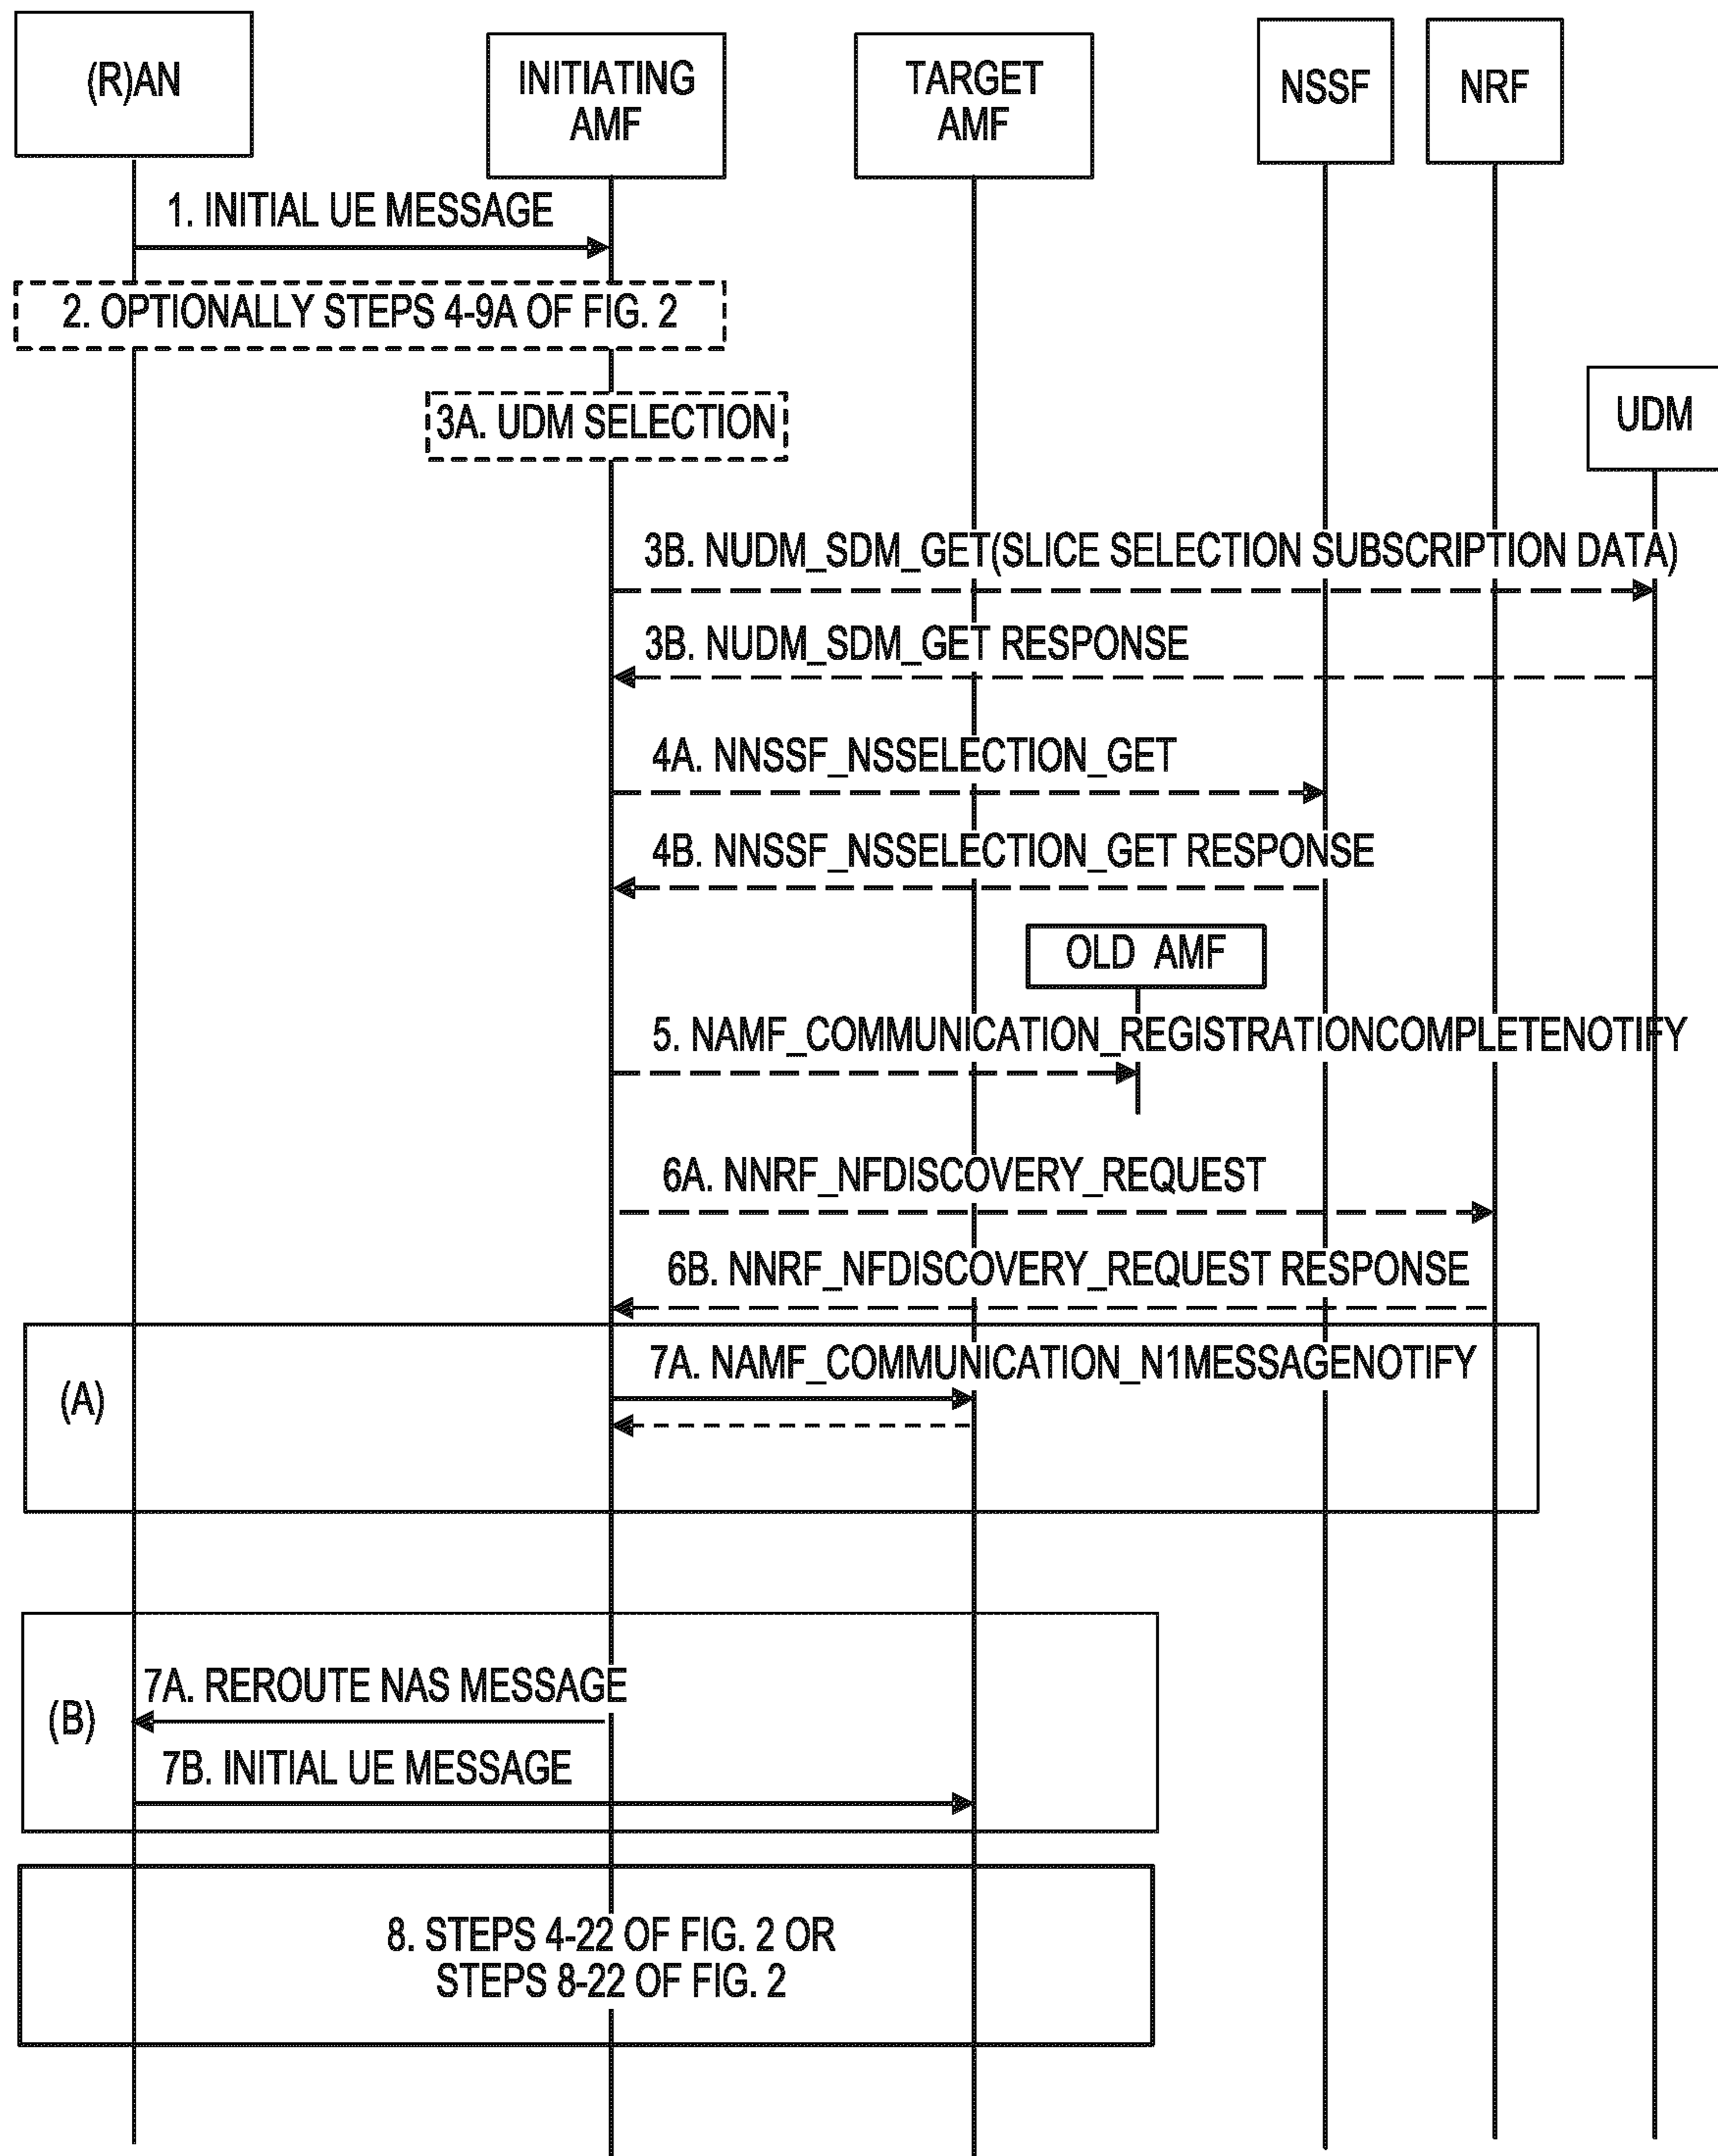 (R)AN
INITIATING
AMF
TARGET
AMF
NSSF
NRF
1. INITIAL UE MESSAGE
2. OPTIONALLY STEPS 4-9A OF FIG. 2
3A. UDM SELECTION
UDM
3B. NUDM_SDM_GET(SLICE SELECTION SUBSCRIPTION DATA)
3B. NUDM_SDM_GET RESPONSE
4A. NNSSF_NSSELECTION_GET
4B. NNSSF_NSSELECTION_GET RESPONSE
OLD AMF
5. NAMF_COMMUNICATION_REGISTRATIONCOMPLETENOTIFY
6A. NNRF_NFDISCOVERY_REQUEST
6B. NNRF_NFDISCOVERY_REQUEST RESPONSE
(A)
7A. NAMF_COMMUNICATION_N1MESSAGENOTIFY
(B)
7A. REROUTE NAS MESSAGE
7B. INITIAL UE MESSAGE
8. STEPS 4-22 OF FIG. 2 OR
STEPS 8-22 OF FIG. 2